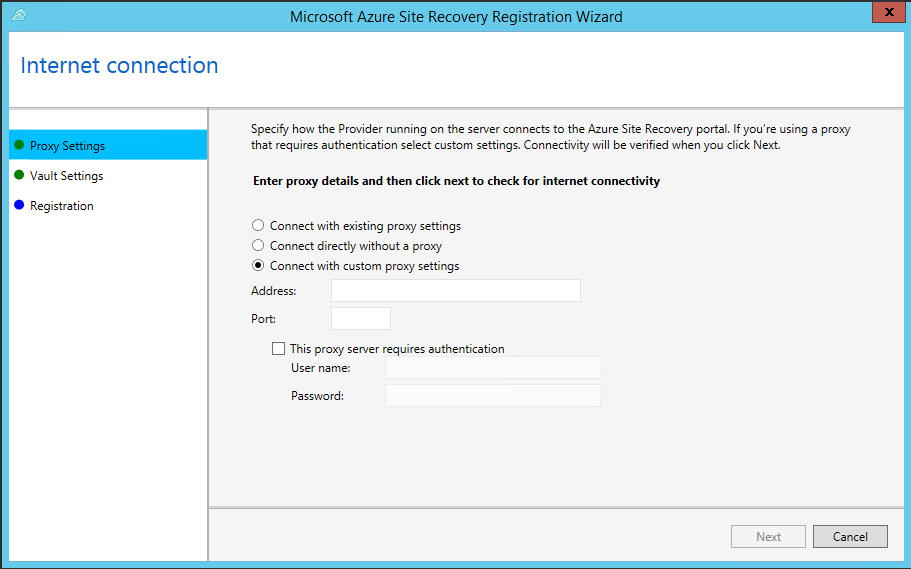 Microsoft Azure Site Recovery Registration Wizard
x
Internet connection
Proxy Settings
Vault Settings
Registration
Specify how the Provider running on the server connects to the Azure Site Recovery portal. If you're using a proxy
that requires authentication select custom settings. Connectivity will be verified when you click Next.
Enter proxy details and then click next to check for internet connectivity
Connect with existing proxy settings
Connect directly without a proxy
Connect with custom proxy settings
Address:
Port:
This proxy server requires authentication
User name:
Password:
Next
Cancel